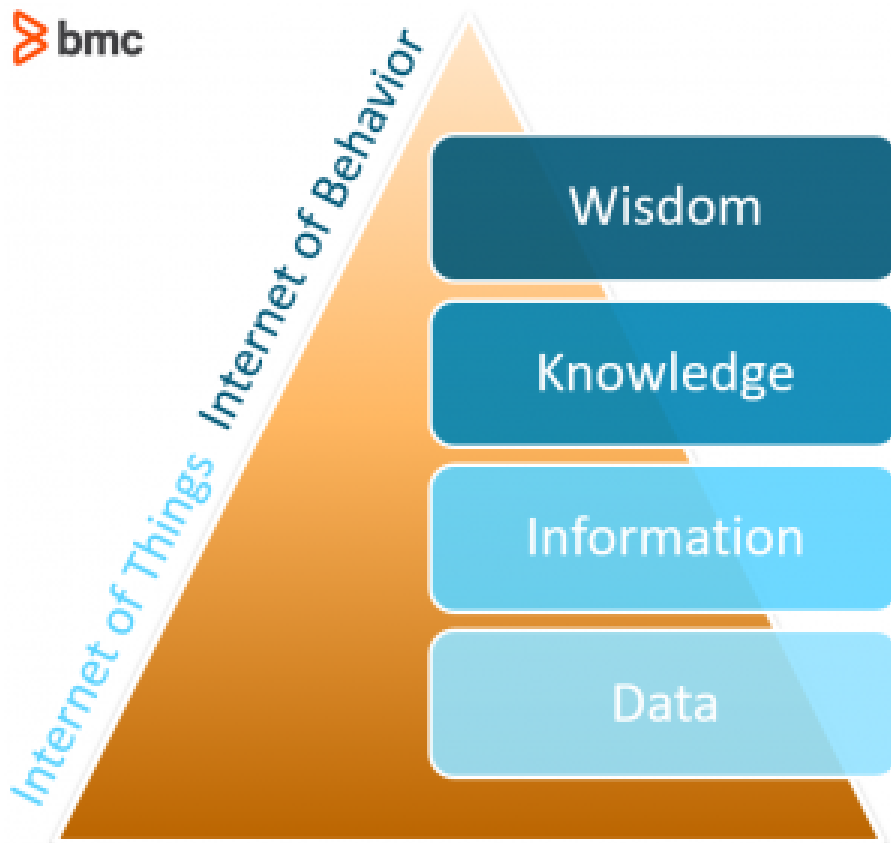 bmc
Internet of Behavior
Internet of Things
Wisdom
Knowledge
Information
Data